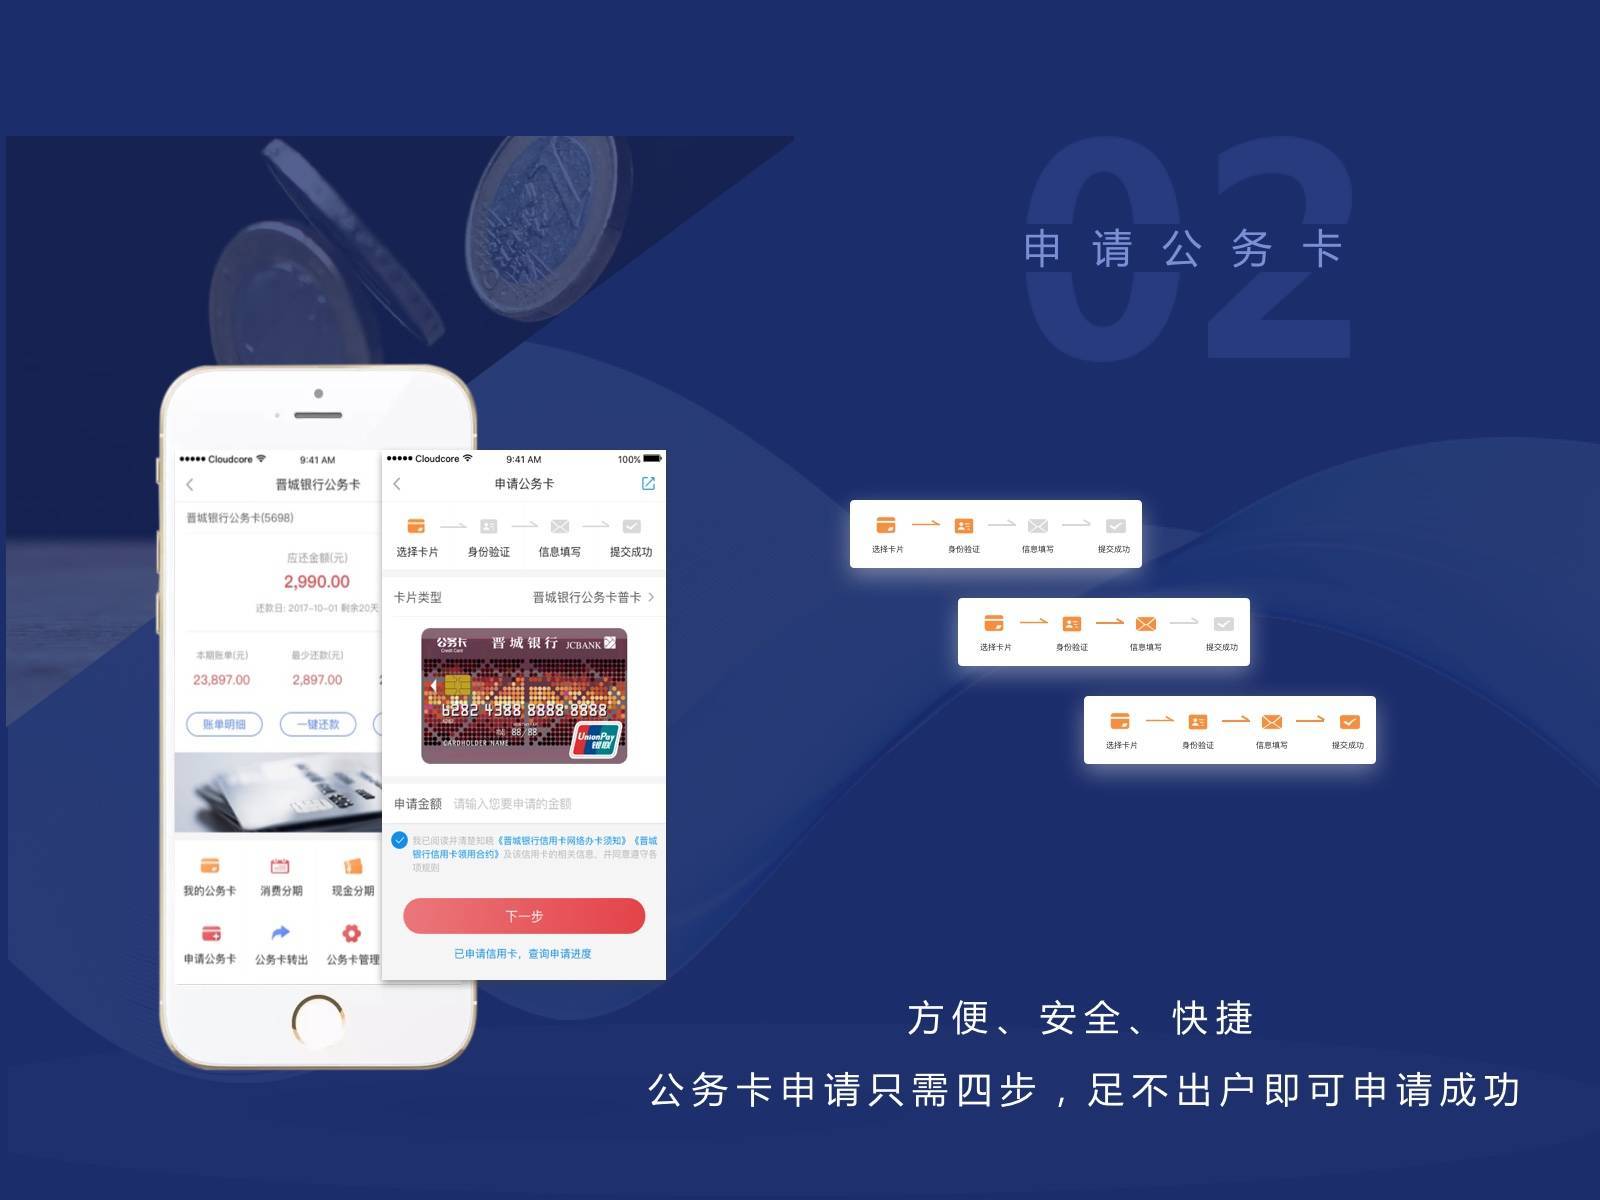 02
申请公务卡
●●●●● Cloudcore 9:41 AM
晋城银行公务卡
晋城银行公务卡(5698)
应还金额(元)
2,990.00
还款日: 2017-10-01 剩余20天
本期账单(元) 最少还款(元)
23,897.00 2,897.00
账单明细 一键还款
我的公务卡 消费分期 现金分期
申请公务卡 公务卡转出 公务卡管理
●●●●● Cloudcore 9:41 AM 100%
申请公务卡
选择卡片 身份验证 信息填写 提交成功
卡片类型 晋城银行公务卡普卡
公务卡 晋城银行 JCBANK
Credit Card
6282 4388 8888 8888
88/88
CARDHOLDER NAME
UnionPay
银联
申请金额 请输入您要申请的金额
我已阅读并清楚知晓《晋城银行信用卡网络办卡须知》《晋城
银行信用卡领用合约》及该信用卡的相关信息、并同意遵守各
项规则
下一步
已申请信用卡，查询申请进度
选择卡片 身份验证 信息填写 提交成功
选择卡片 身份验证 信息填写 提交成功
选择卡片 身份验证 信息填写 提交成功
方便、安全、快捷
公务卡申请只需四步，足不出户即可申请成功